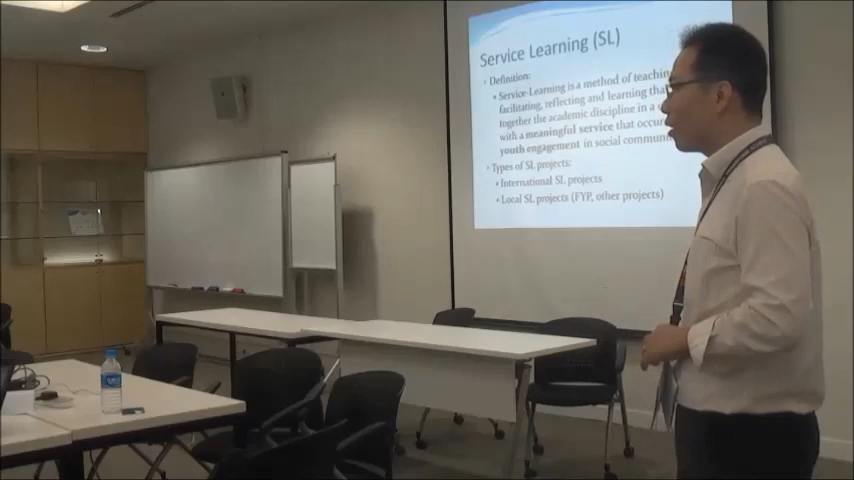 Service Learning (SL)
Definition:
Service-Learning is a method of teaching
facilitating, reflecting and learning that
together the academic discipline in a
with a meaningful service that
youth engagement in social
Types of SL projects:
International SL projects
Local SL projects (FYP, other projects)